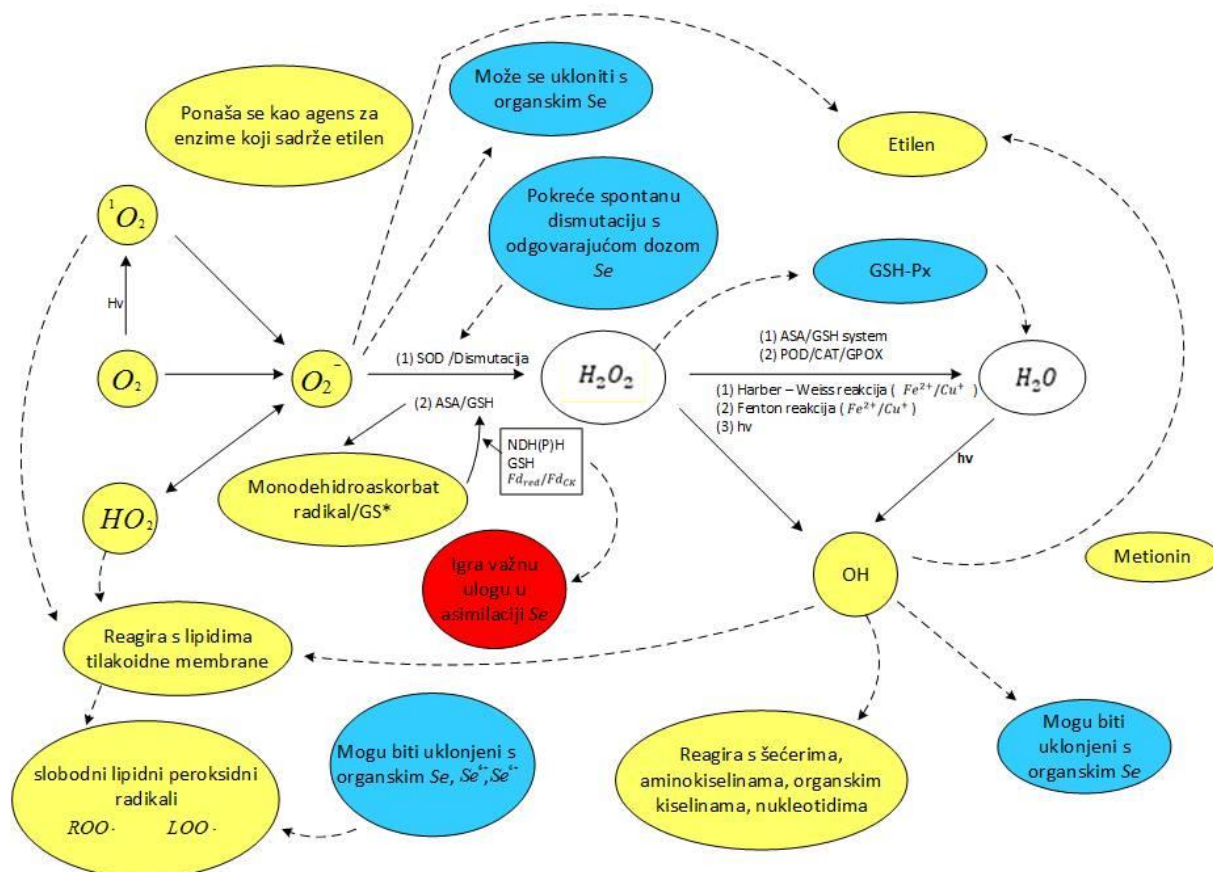 Može se ukloniti s
organskim Se
Ponaša se kao agens za
enzime koji sadrže etilen
Etilen
Pokreće spontanu
dismutaciju s
odgovarajućom dozom
Se
¹O₂
GSH-Px
Hv
(1) ASA/GSH system
(2) POD/CAT/GPOX
(1) SOD /Dismutacija
O₂
O₂⁻
H₂O₂
H₂O
(1) Harber – Weiss reakcija ( Fe²⁺/Cu⁺ )
(2) Fenton reakcija ( Fe²⁺/Cu⁺ )
(3) hv
(2) ASA/GSH
NDH(P)H
GSH
Fd_red/Fd_CK
hv
Monodehidroaskorbat
radikal/GS*
HO₂
Metionin
OH
Igra važnu
ulogu u
asimilaciji Se
Reagira s lipidima
tilakoidne membrane
Mogu biti uklonjeni s
organskim Se, Se, Se
Mogu biti
uklonjeni s
organskim Se
Reagira s šećerima,
aminokiselinama, organskim
kiselinama, nukleotidima
slobodni lipidni peroksidni
radikali
ROO· LOO·